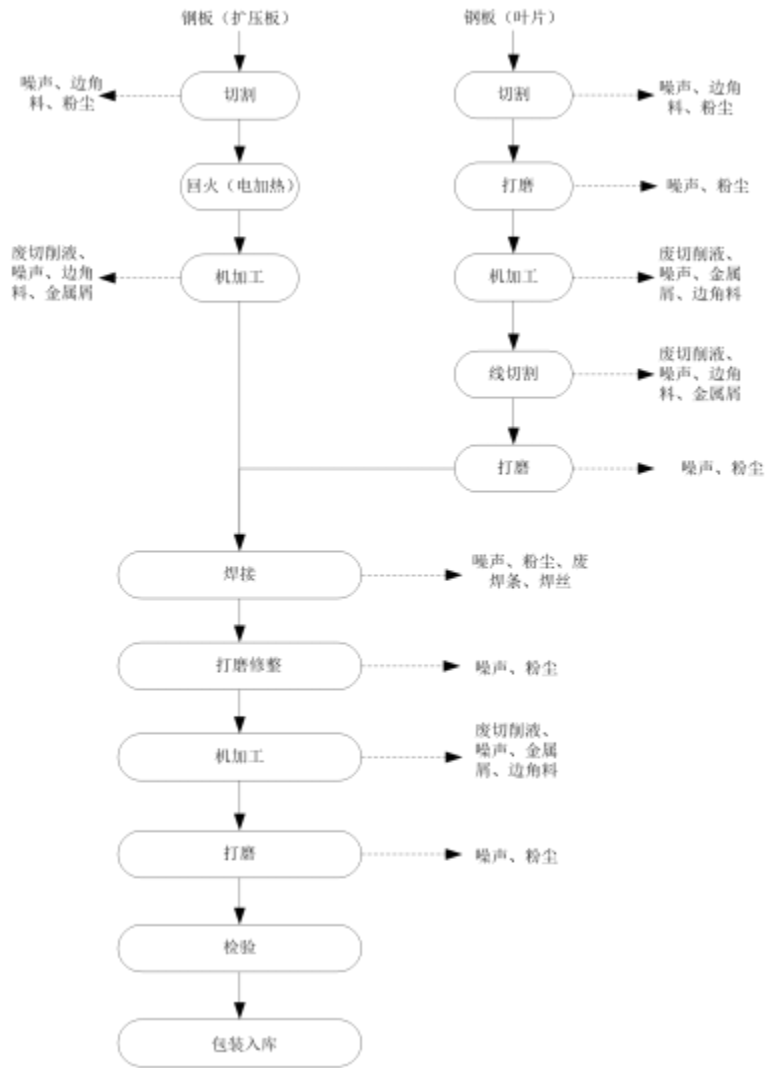 钢板（扩压板）
钢板（叶片）
噪声、边角
料、粉尘
切割
切割
噪声、边角
料、粉尘
回火（电加热）
打磨
噪声、粉尘
废切削液、
噪声、边角
料、金属屑
机加工
机加工
废切削液、
噪声、金属
屑、边角料
线切割
废切削液、
噪声、边角
料、金属屑
打磨
噪声、粉尘
焊接
噪声、粉尘、废
焊条、焊丝
打磨修整
噪声、粉尘
机加工
废切削液、
噪声、金属
屑、边角料
打磨
噪声、粉尘
检验
包装入库